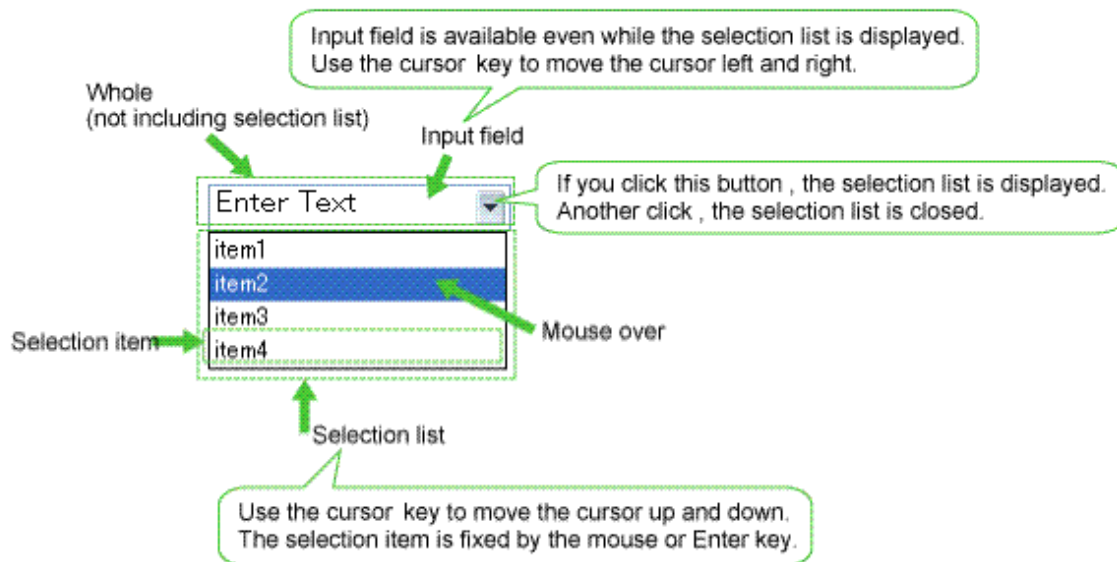 Input field is available even while the selection list is displayed.
Use the cursor key to move the cursor left and right.
Whole
(not including selection list)
Input field
Enter Text
If you click this button , the selection list is displayed.
Another click , the selection list is closed.
item1
item2
item3
item4
Mouse over
Selection item
Selection list
Use the cursor key to move the cursor up and down.
The selection item is fixed by the mouse or Enter key.